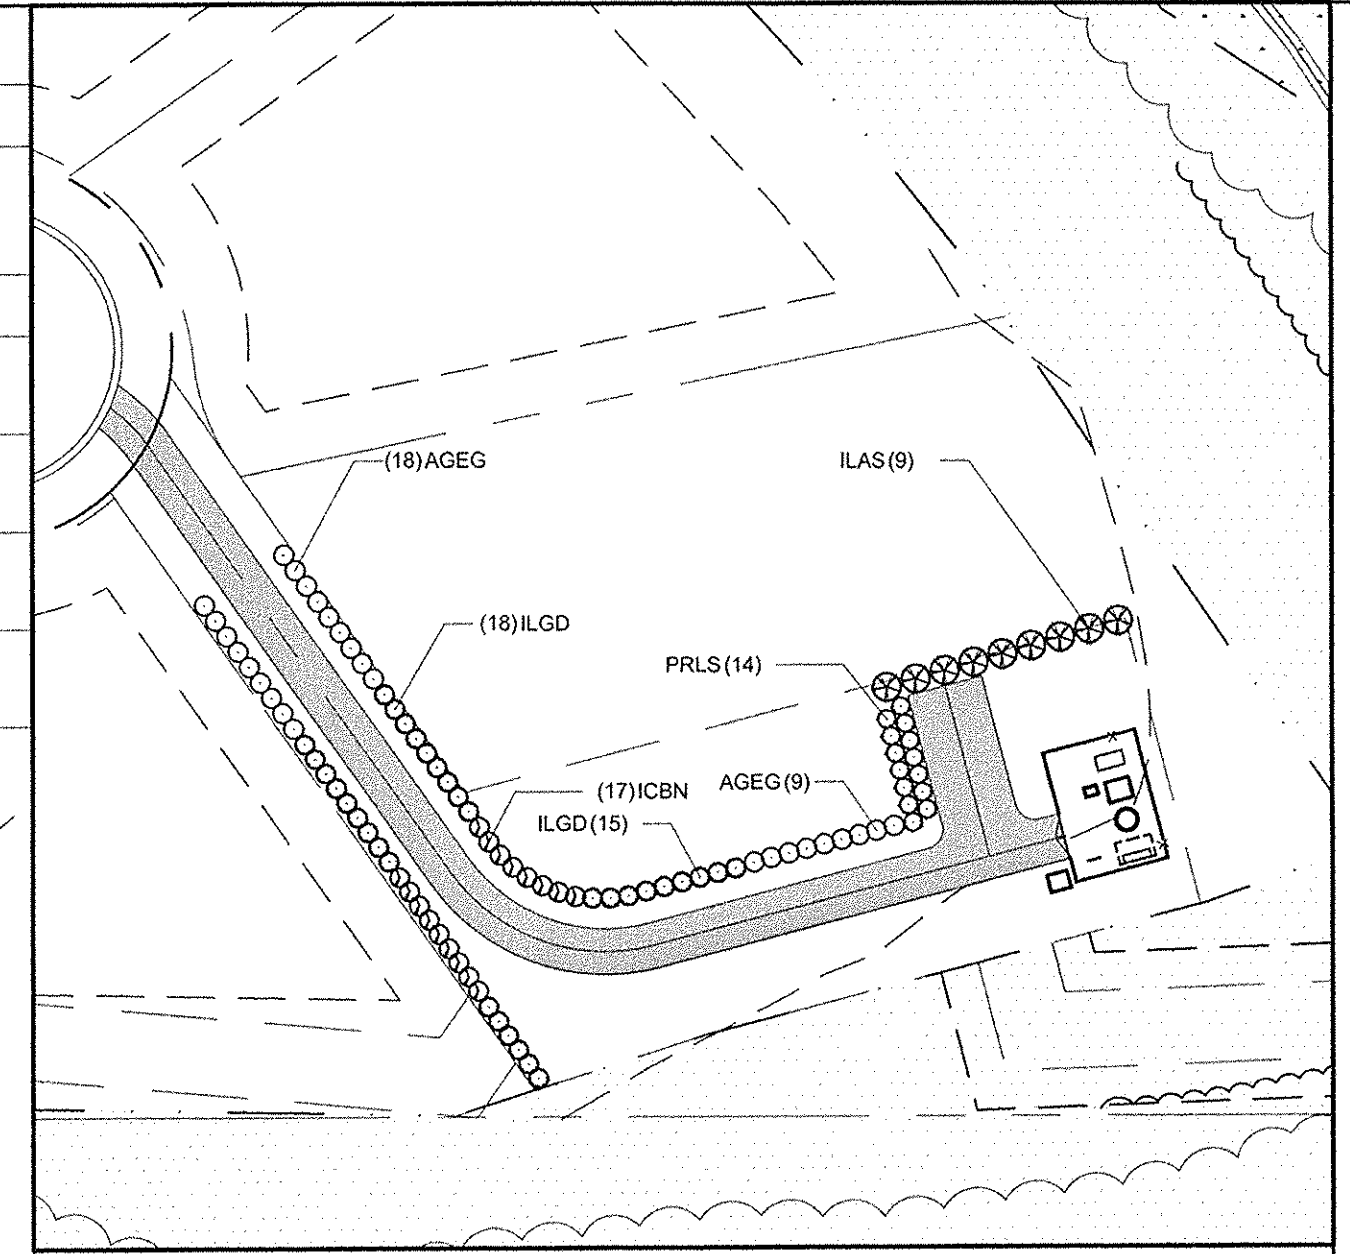 (18)AGEG
ILAS(9)
(18)ILGD
PRLS(14)
AGEG(9)
(17)ICBN
ILGD(15)